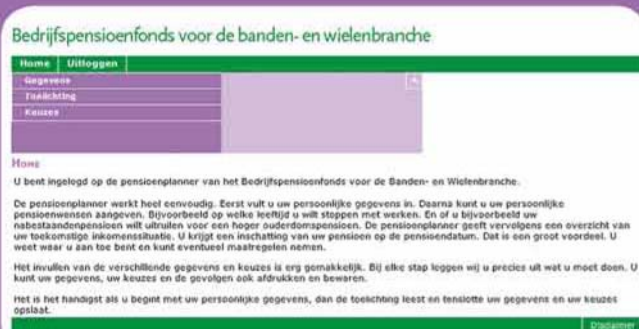 Bedrijfspensioenfonds voor de banden- en wielenbranche
Home Uitloggen
Gegevens
Toelichting
Keuzes
Home
U bent ingelogd op de pensioenplanner van het Bedrijfspensioenfonds voor de Banden- en Wielenbranche.
De pensioenplanner werkt heel eenvoudig. Eerst vult u uw persoonlijke gegevens in. Daarna kunt u uw persoonlijke
pensioenwensen aangeven. Bijvoorbeeld op welke leeftijd u wilt stoppen met werken. En of u bijvoorbeeld uw
nabestaandenpensioen wilt uitruilen voor een hoger ouderdomspensioen. De pensioenplanner geeft vervolgens een overzicht van
uw toekomstige inkomenssituatie. U krijgt een inschatting van uw pensioen op de pensioendatum. Dat is een groot voordeel. U
weet waar u aan toe bent en kunt eventueel maatregelen nemen.
Het invullen van de verschillende gegevens en keuzes is erg gemakkelijk. Bij elke stap leggen wij u precies uit wat u moet doen. U
kunt uw gegevens, uw keuzes en de gevolgen ook afdrukken en bewaren.
Het is het handigst als u begint met uw persoonlijke gegevens, dan de toelichting leest en tenslotte uw gegevens en uw keuzes
opslaat.
Disclaimer